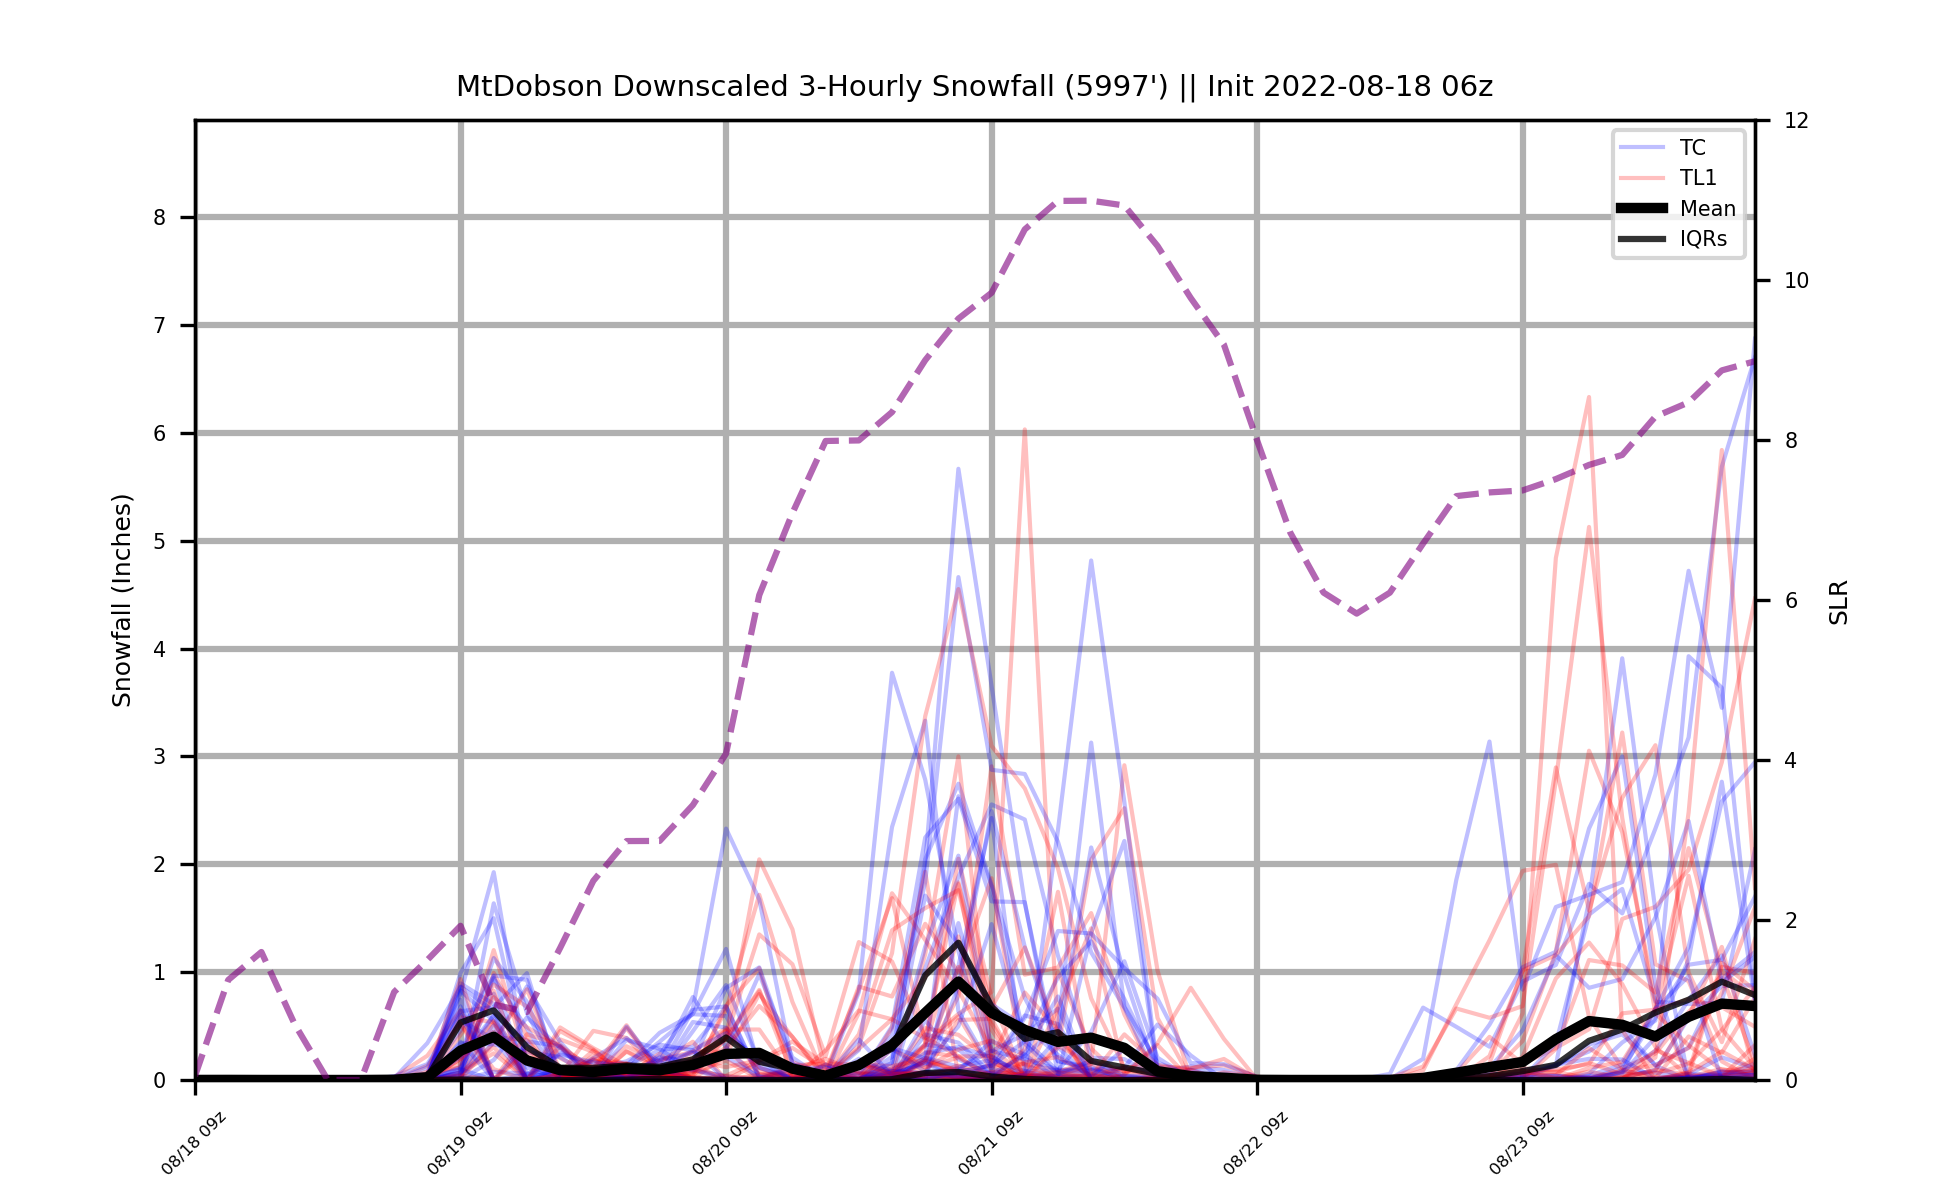 MtDobson Downscaled 3-Hourly Snowfall (5997') || Init 2022-08-18 06z
TC
TL1
Mean
IQRs
Snowfall (Inches)
8
7
6
5
4
3
2
1
0
12
10
8
6
4
2
0
SLR
08/18 09z
08/19 09z
08/20 09z
08/21 09z
08/22 09z
08/23 09z